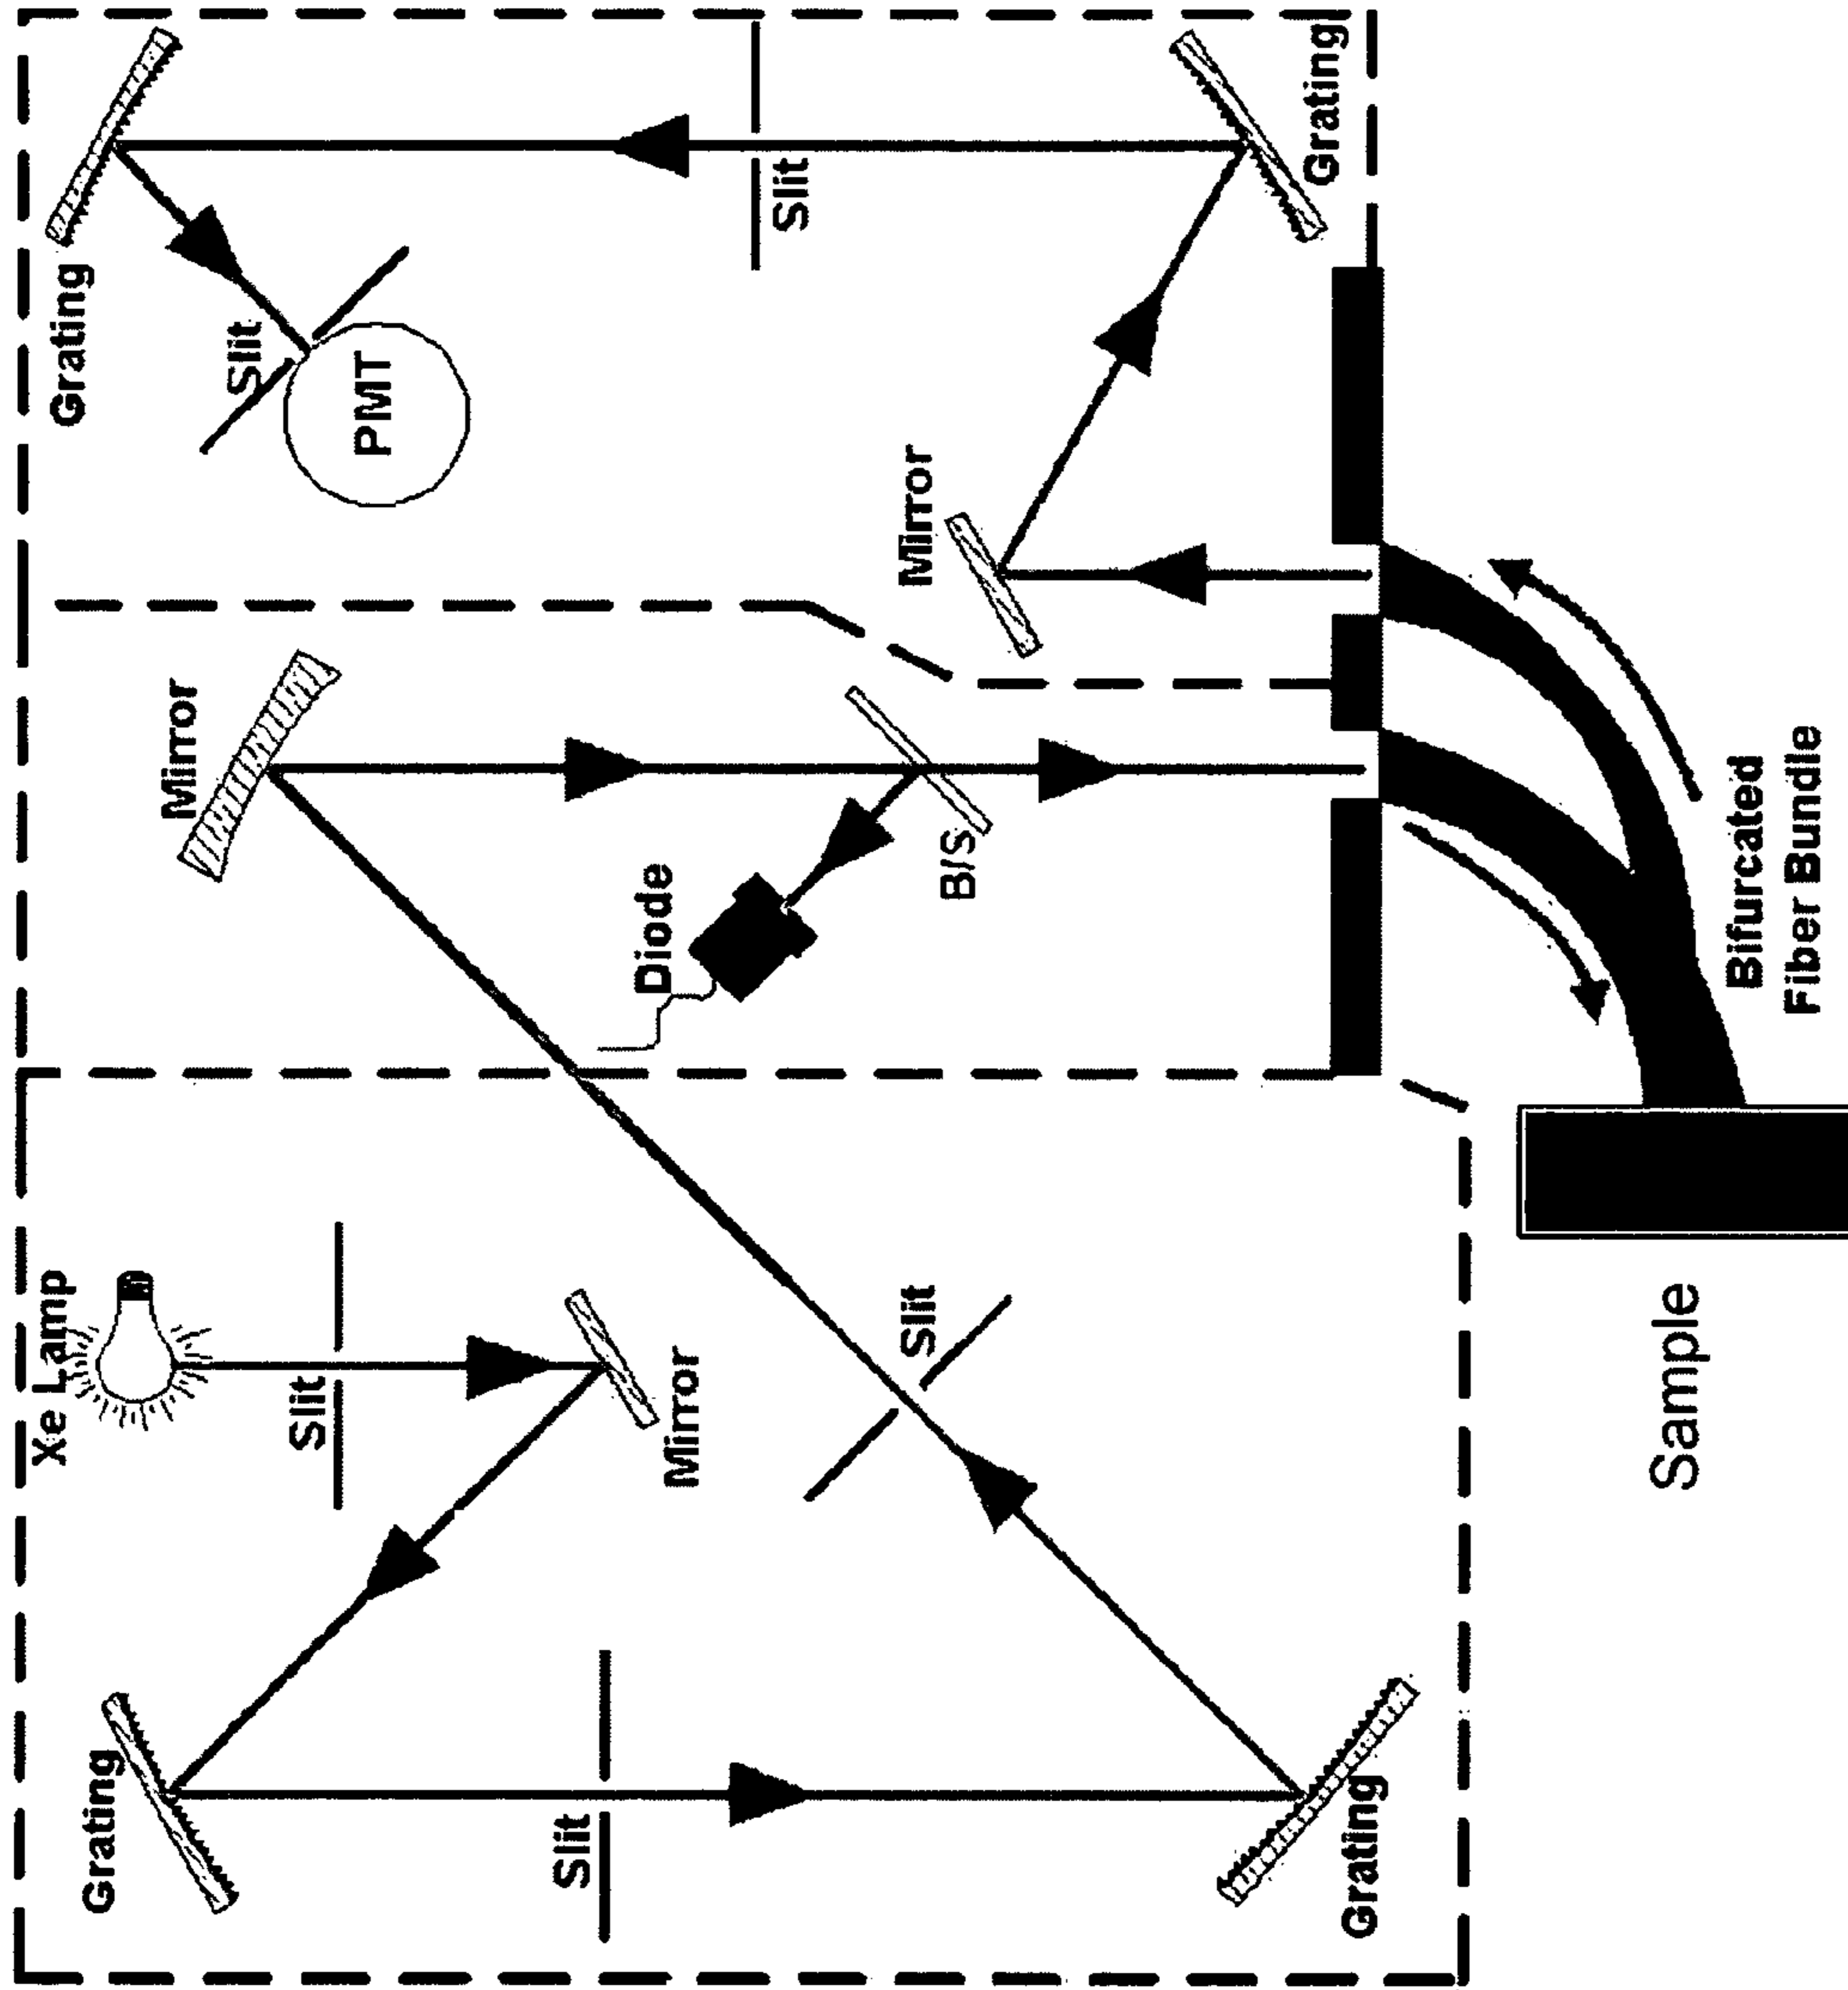 Grating
Xe Lamp
Grating
Mirror
Slit
Slit
PMT
Slit
Mirror
Diode
Slit
Slit
B/S
Mirror
Grating
Grating
Sample
Bifurcated
Fiber Bundle